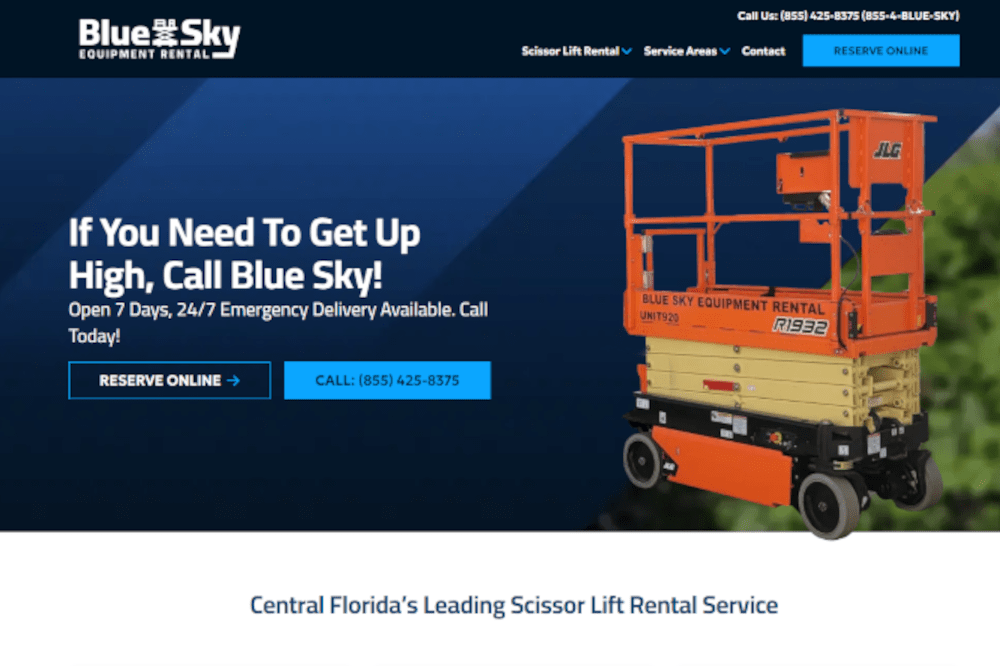 Call Us: (855) 425-8375 (855-4-BLUE-SKY)
Blue Sky
EQUIPMENT RENTAL
Scissor Lift Rental Service Areas Contact RESERVE ONLINE
JLG
If You Need To Get Up
High, Call Blue Sky!
Open 7 Days, 24/7 Emergency Delivery Available. Call
Today!
RESERVE ONLINE → CALL: (855) 425-8375
BLUE SKY EQUIPMENT RENTAL
UNIT920
R1932
JLG
Central Florida's Leading Scissor Lift Rental Service